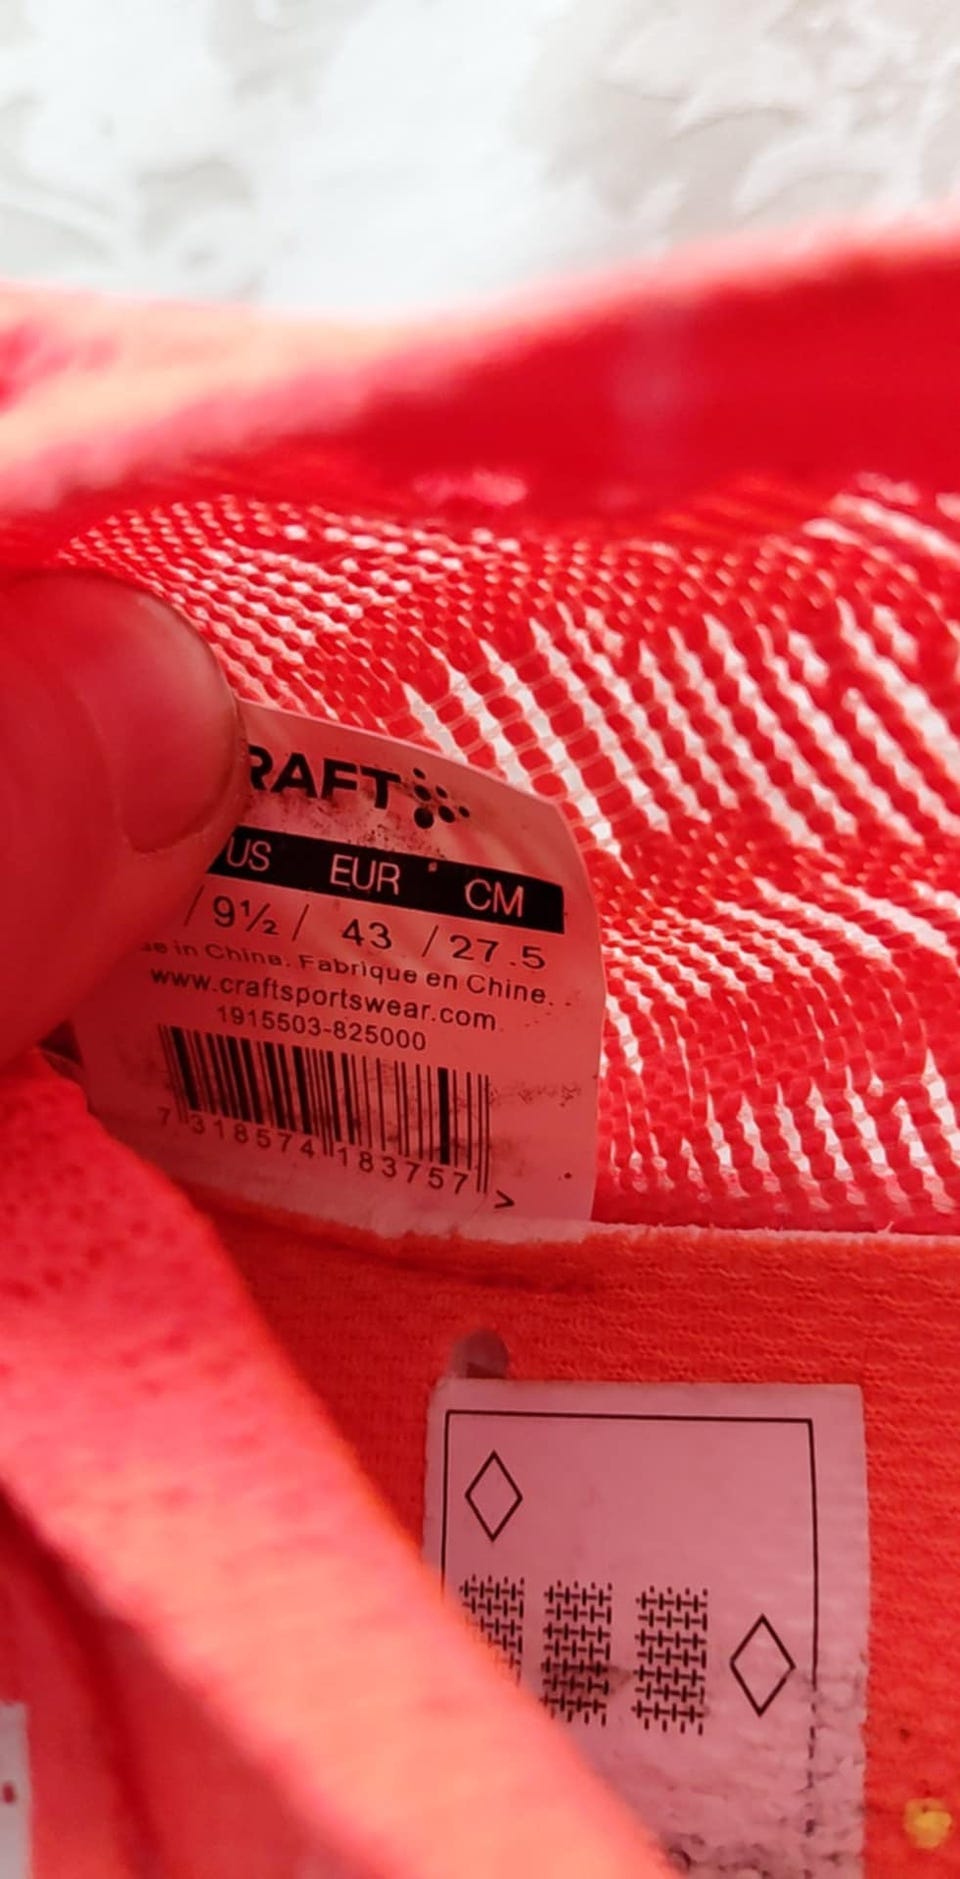 RAFT
US EUR CM
/ 9½ / 43 / 27.5
in China. Fabrique en Chine.
www.craftsportswear.com
1915503-825000
7 318574 183757 >